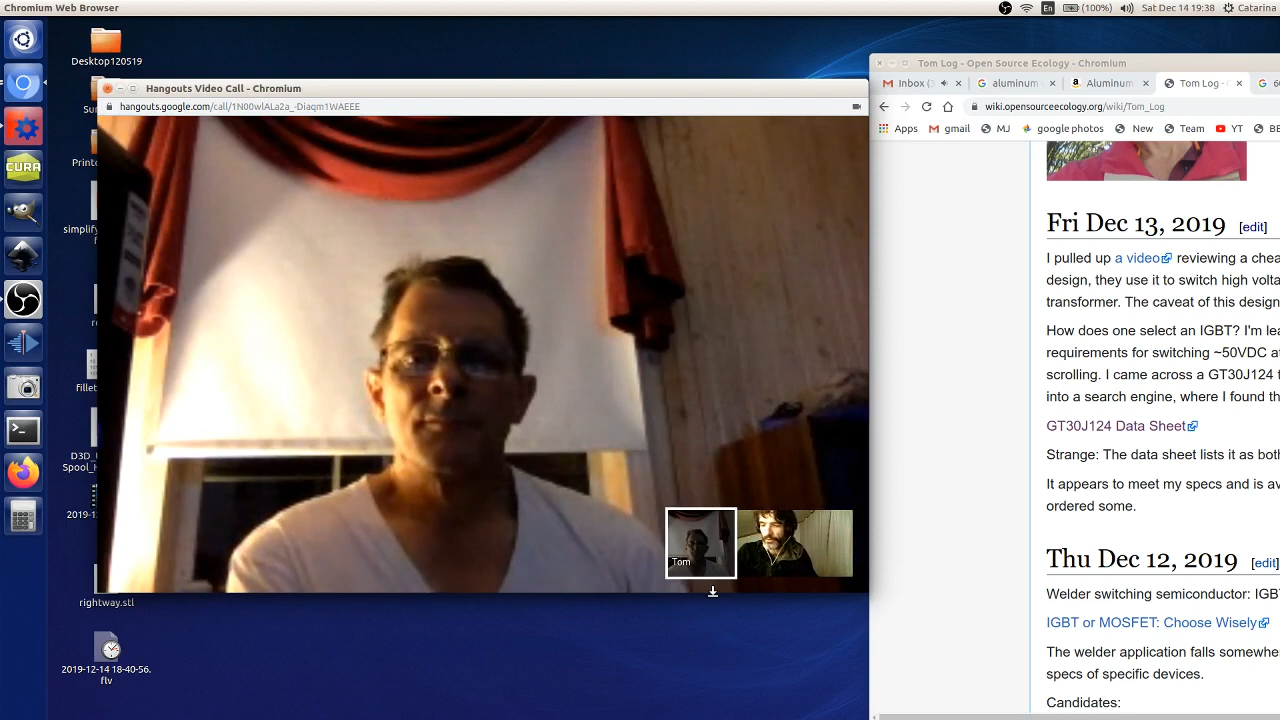 Chromium Web Browser
En
(100%)
Sat Dec 14 19:38
Catarina
Desktop120519
Printe
simplify
fillet
D3D_
Spool_H
rightway.stl
2019-12-14 18-40-56.
flv
CURA
Hangouts Video Call - Chromium
hangouts.google.com/call/1N00wlALa2a_-Diaqm1WAEEE
Tom
Tom Log - Open Source Ecology - Chromium
Inbox (
aluminum
Aluminum
Tom Log -
wiki.opensourceecology.org/wiki/Tom_Log
Apps
gmail
MJ
google photos
New
Team
YT
Fri Dec 13, 2019 [edit]
I pulled up a video reviewing a chea
design, they use it to switch high volta
transformer. The caveat of this design
How does one select an IGBT? I'm lea
requirements for switching ~50VDC a
scrolling. I came across a GT30J124 t
into a search engine, where I found th
GT30J124 Data Sheet
Strange: The data sheet lists it as bot
It appears to meet my specs and is av
ordered some.
Thu Dec 12, 2019 [edit]
Welder switching semiconductor: IGB
IGBT or MOSFET: Choose Wisely
The welder application falls somewhe
specs of specific devices.
Candidates: